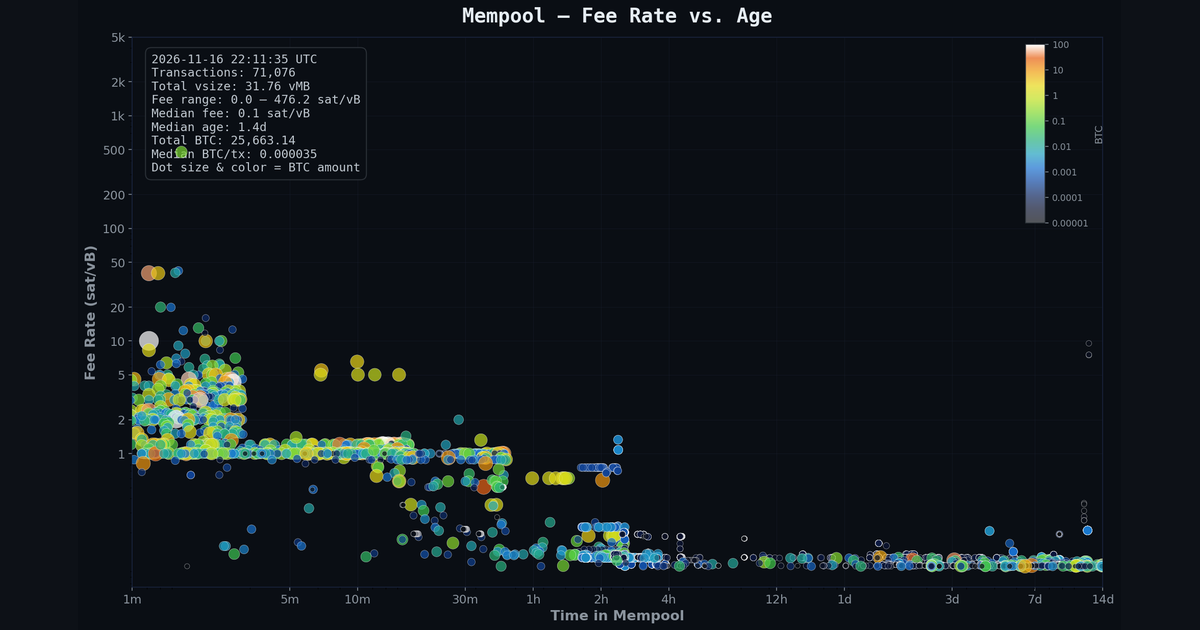 Mempool — Fee Rate vs. Age
5k
2k
1k
500
200
100
50
20
10
5
2
1
Fee Rate (sat/vB)
2026-11-16 22:11:35 UTC
Transactions: 71,076
Total vsize: 31.76 vMB
Fee range: 0.0 — 476.2 sat/vB
Median fee: 0.1 sat/vB
Median age: 1.4d
Total BTC: 25,663.14
Median BTC/tx: 0.000035
Dot size & color = BTC amount
100
10
1
0.1
0.01
0.001
0.0001
0.00001
BTC
1m
5m
10m
30m
1h
2h
4h
12h
1d
3d
7d
14d
Time in Mempool